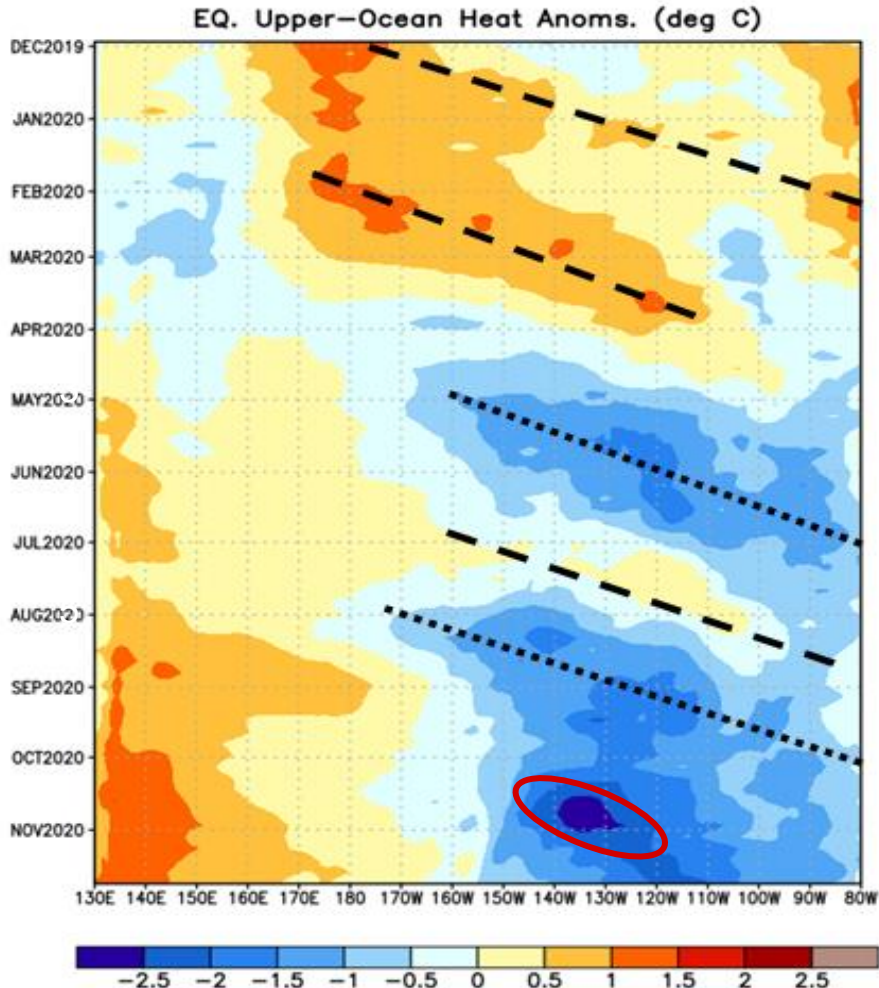 EQ. Upper-Ocean Heat Anoms. (deg C)
DEC2019
JAN2020
FEB2020
MAR2020
APR2020
MAY2020
JUN2020
JUL2020
AUG2020
SEP2020
OCT2020
NOV2020
130E 140E 150E 160E 170E 180 170W 160W 150W 140W 130W 120W 110W 100W 90W 80W
-2.5 -2 -1.5 -1 -0.5 0 0.5 1 1.5 2 2.5